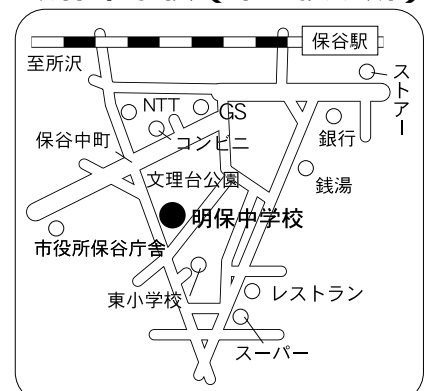 保谷駅
至所沢
ストアー
NTT
GS
コンビニ
銀行
保谷中町
文理台公園
銭湯
明保中学校
市役所保谷庁舎
東小学校
レストラン
スーパー